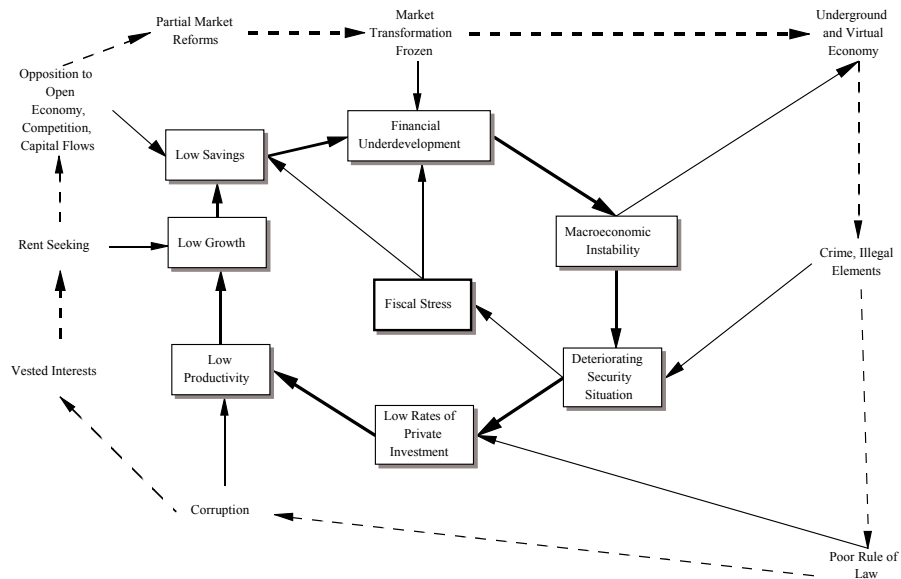 Partial Market
Reforms
Market
Transformation
Frozen
Underground
and Virtual
Economy
Opposition to
Open
Economy,
Competition,
Capital Flows
Low Savings
Financial
Underdevelopment
Rent Seeking
Low Growth
Macroeconomic
Instability
Crime, Illegal
Elements
Fiscal Stress
Vested Interests
Low
Productivity
Deteriorating
Security
Situation
Low Rates of
Private
Investment
Corruption
Poor Rule of
Law